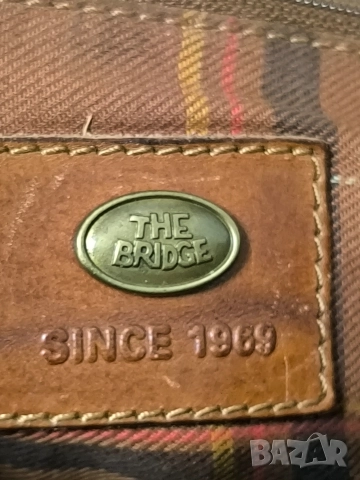 THE
BRIDGE
SINCE 1969
BAZAR